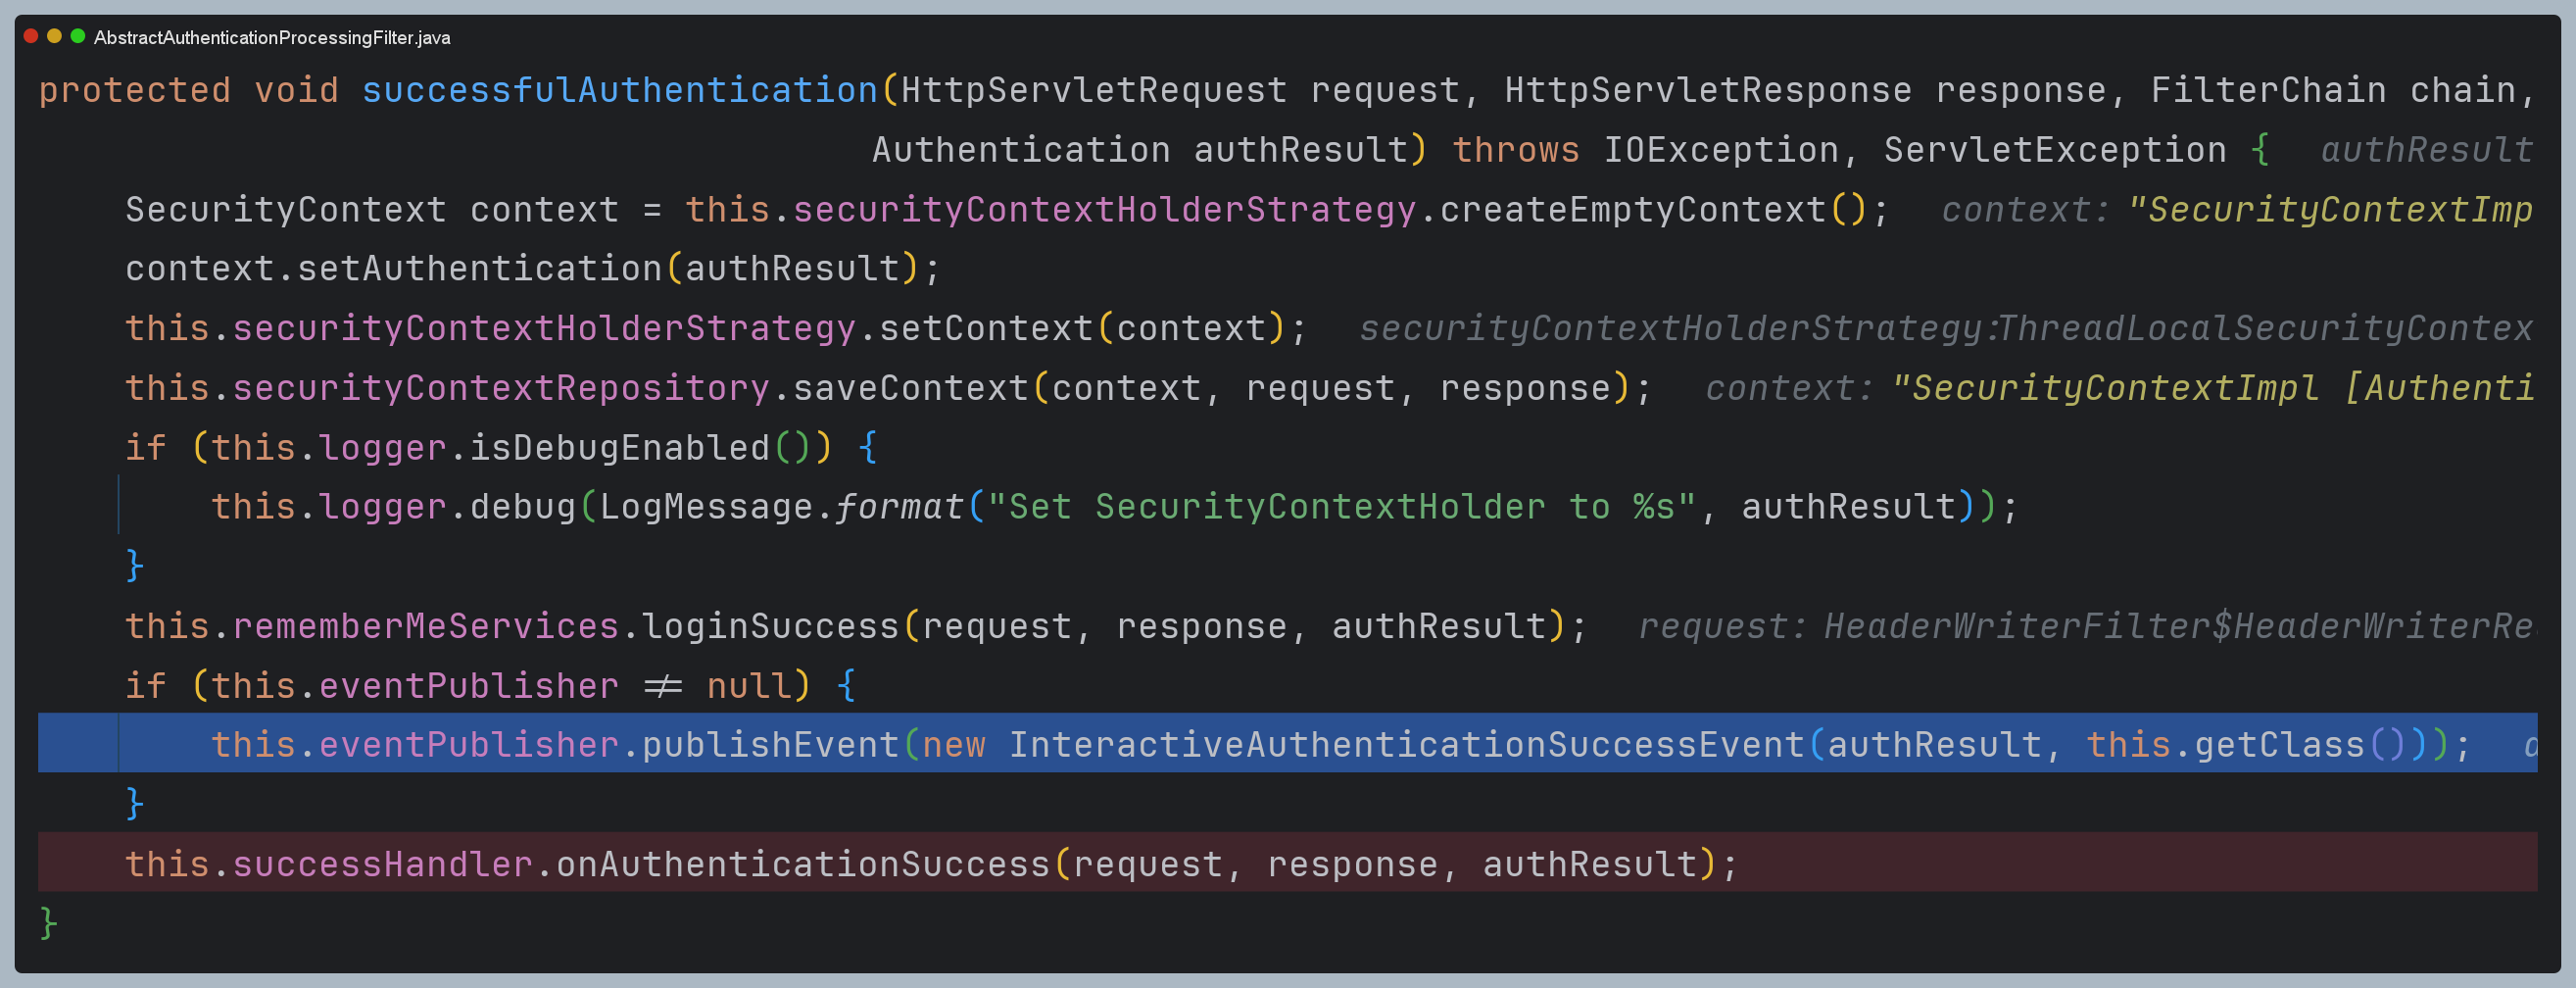 AbstractAuthenticationProcessingFilter.java
protected void successfulAuthentication(HttpServletRequest request, HttpServletResponse response, FilterChain chain,
Authentication authResult) throws IOException, ServletException { authResult
SecurityContext context = this.securityContextHolderStrategy.createEmptyContext(); context: "SecurityContextImp
context.setAuthentication(authResult);
this.securityContextHolderStrategy.setContext(context); securityContextHolderStrategy:ThreadLocalSecurityContex
this.securityContextRepository.saveContext(context, request, response); context: "SecurityContextImpl [Authenti
if (this.logger.isDebugEnabled()) {
this.logger.debug(LogMessage.format("Set SecurityContextHolder to %s", authResult));
}
this.rememberMeServices.loginSuccess(request, response, authResult); request: HeaderWriterFilter$HeaderWriterRe
if (this.eventPublisher != null) {
this.eventPublisher.publishEvent(new InteractiveAuthenticationSuccessEvent(authResult, this.getClass()));
}
this.successHandler.onAuthenticationSuccess(request, response, authResult);
}